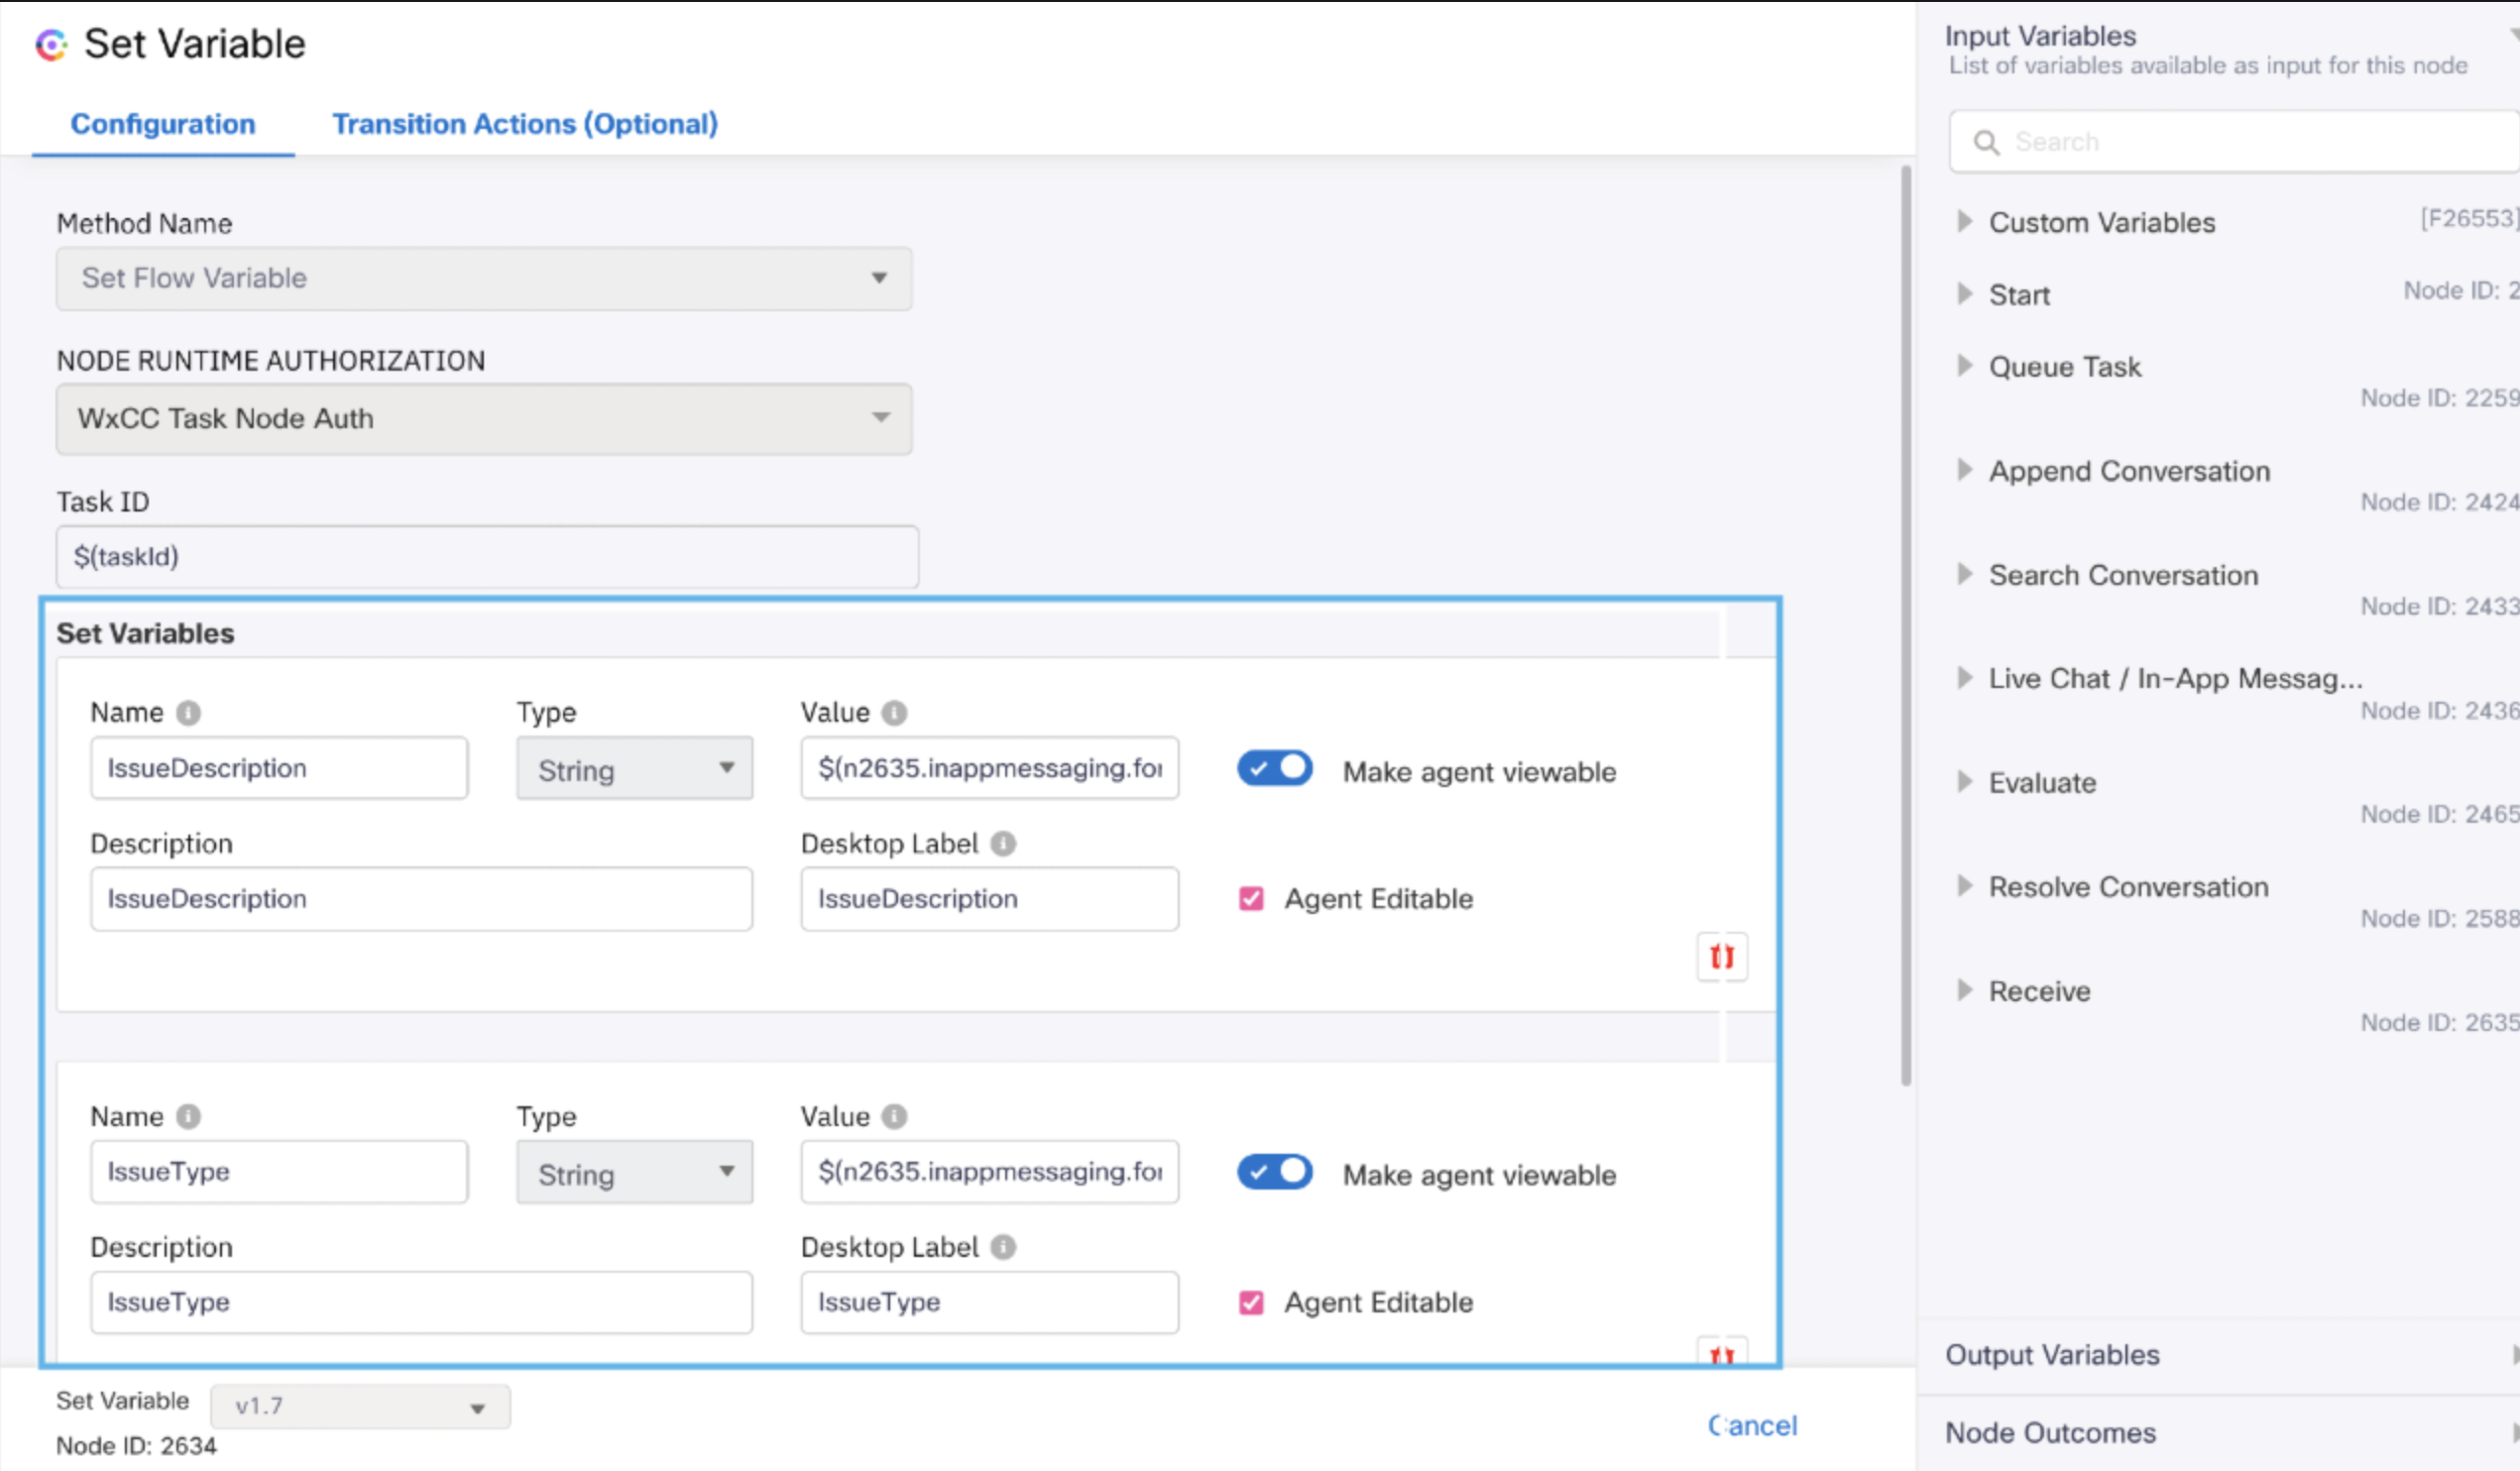 Set Variable
Configuration
Transition Actions (Optional)
Method Name
Set Flow Variable
NODE RUNTIME AUTHORIZATION
WxCC Task Node Auth
Task ID
$(taskId)
Set Variables
Name
Type
Value
IssueDescription
String
$(n2635.inappmessaging.for
Make agent viewable
Description
Desktop Label
IssueDescription
IssueDescription
Agent Editable
Name
Type
Value
IssueType
String
$(n2635.inappmessaging.for
Make agent viewable
Description
Desktop Label
IssueType
IssueType
Agent Editable
Set Variable
v1.7
Node ID: 2634
Cancel
Input Variables
List of variables available as input for this node
Search
Custom Variables
[F26553]
Start
Node ID: 2
Queue Task
Node ID: 2259
Append Conversation
Node ID: 2424
Search Conversation
Node ID: 2433
Live Chat / In-App Messag...
Node ID: 2436
Evaluate
Node ID: 2465
Resolve Conversation
Node ID: 2588
Receive
Node ID: 2635
Output Variables
Node Outcomes